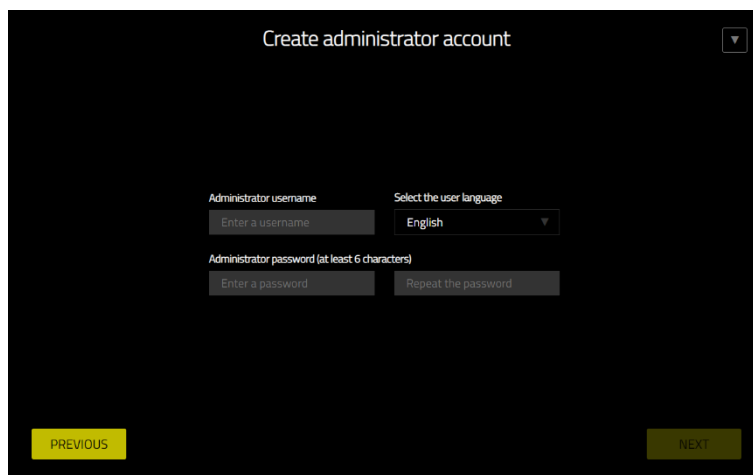 Create administrator account
▼
Administrator username
Select the user language
Enter a username
English
▼
Administrator password (at least 6 characters)
Enter a password
Repeat the password
PREVIOUS
NEXT